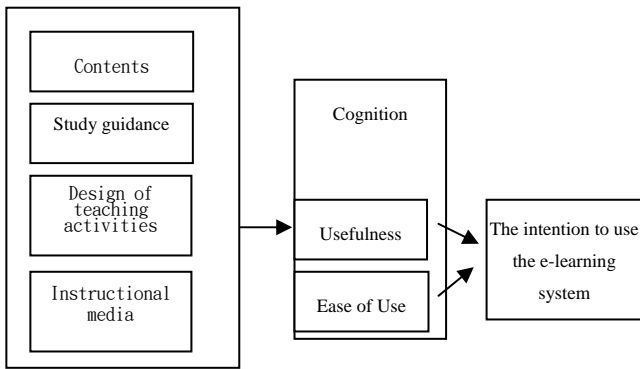 Contents
Study guidance
Design of
teaching
activities
Instructional
media
Cognition
Usefulness
Ease of Use
The intention to use
the e-learning
system